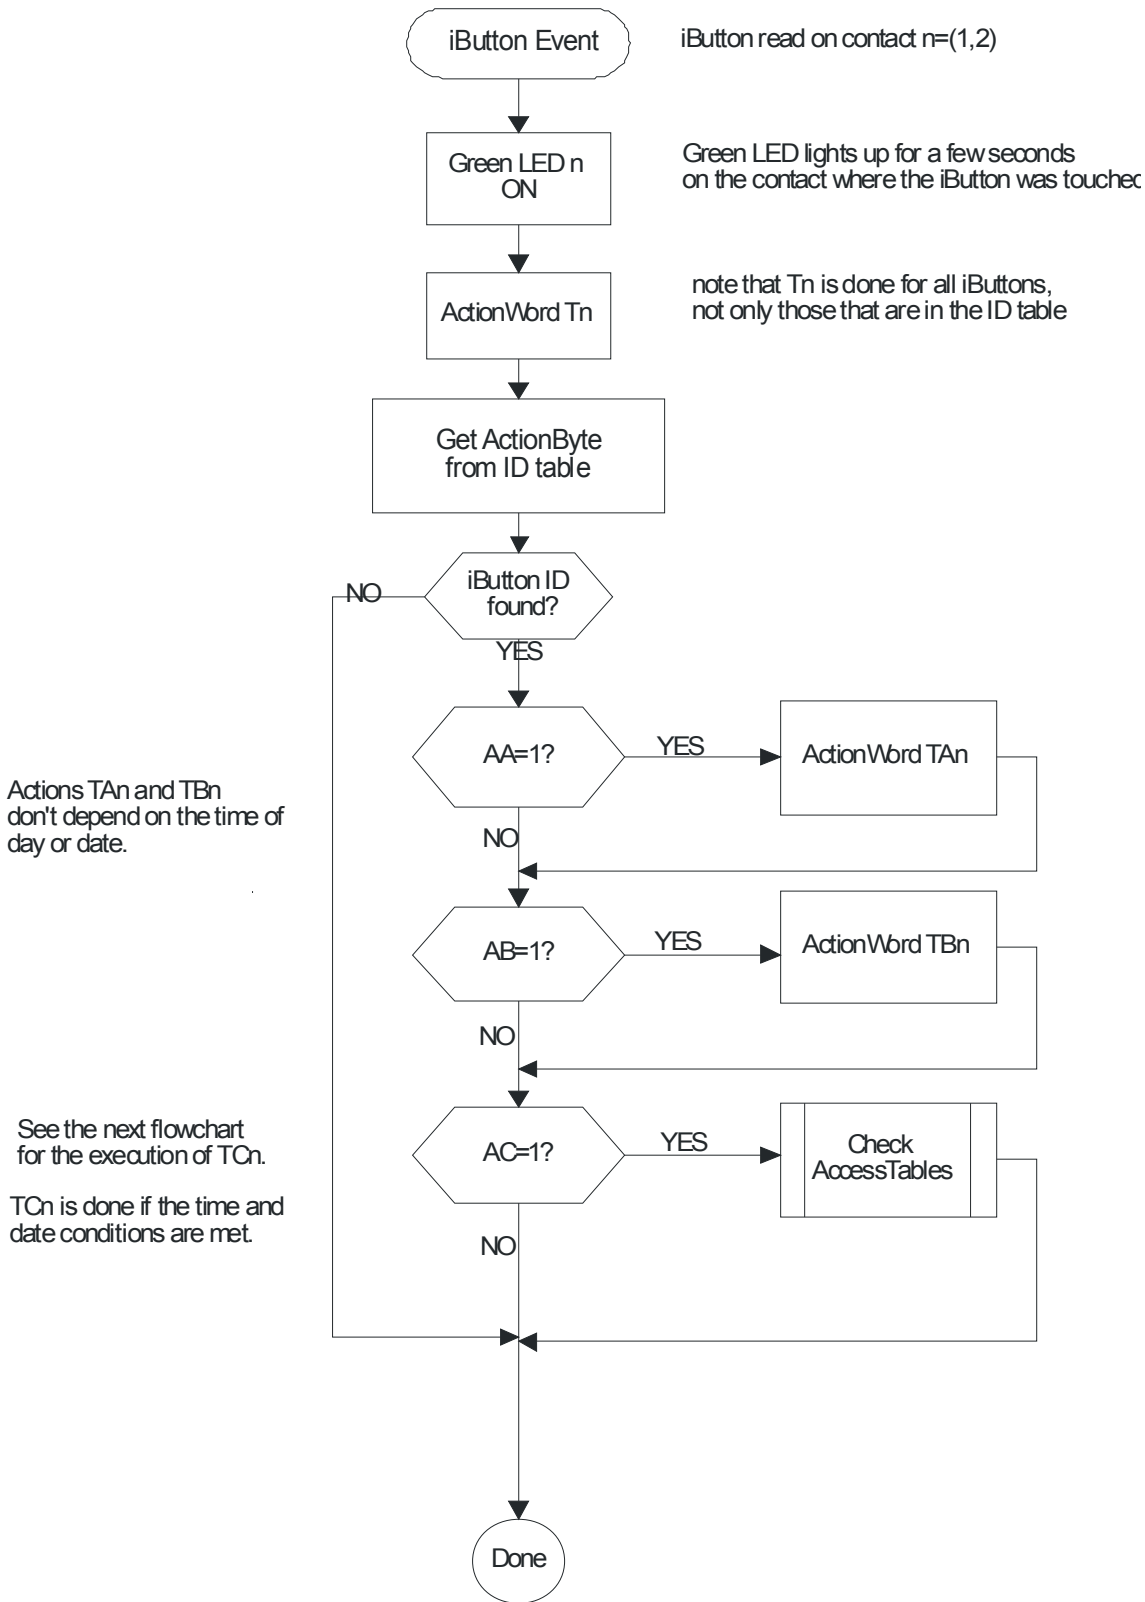 iButton Event
iButton read on contact n=(1,2)
Green LED n
ON
Green LED lights up for a few seconds
on the contact where the iButton was touched
ActionWord Tn
note that Tn is done for all iButtons,
not only those that are in the ID table
Get ActionByte
from ID table
iButton ID
found?
NO
YES
AA=1?
YES
ActionWord TAn
Actions TAn and TBn
don't depend on the time of
day or date.
NO
AB=1?
YES
ActionWord TBn
NO
See the next flowchart
for the execution of TCn.
TCn is done if the time and
date conditions are met.
AC=1?
YES
Check
AccessTables
NO
Done